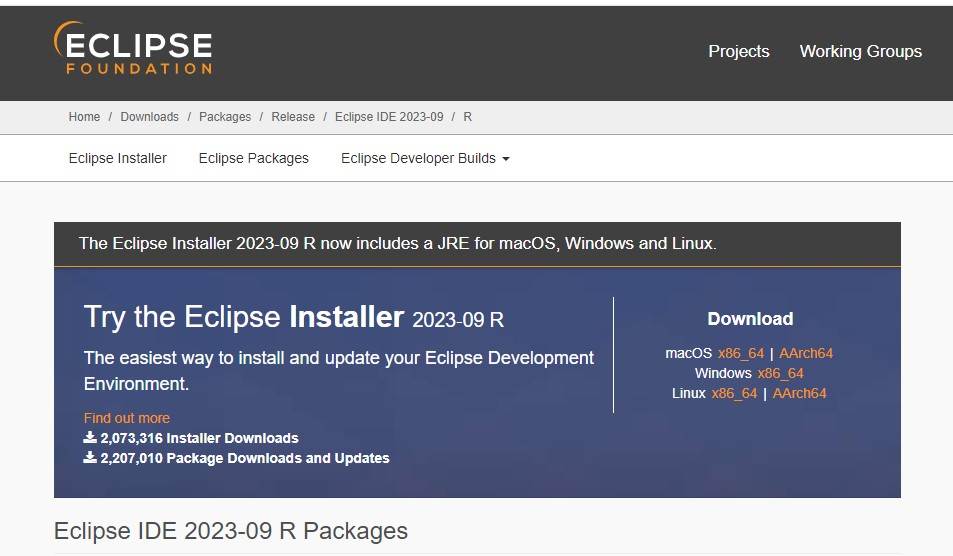 ECLIPSE
FOUNDATION
Projects Working Groups
Home / Downloads / Packages / Release / Eclipse IDE 2023-09 / R
Eclipse Installer Eclipse Packages Eclipse Developer Builds
The Eclipse Installer 2023-09 R now includes a JRE for macOS, Windows and Linux.
Try the Eclipse Installer 2023-09 R
The easiest way to install and update your Eclipse Development
Environment.
Find out more
2,073,316 Installer Downloads
2,207,010 Package Downloads and Updates
Download
macOS x86_64 | AArch64
Windows x86_64
Linux x86_64 | AArch64
Eclipse IDE 2023-09 R Packages